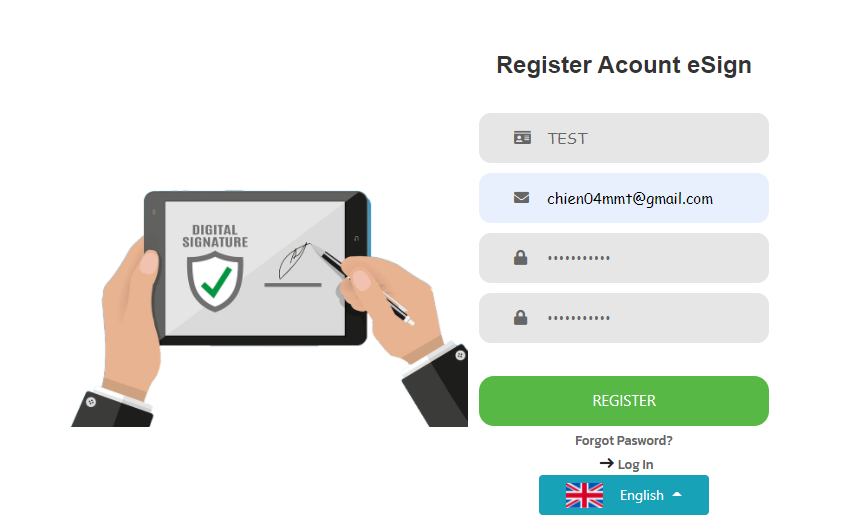 Register Acount eSign
TEST
chien04mmt@gmail.com
•••••••••••
•••••••••••
DIGITAL
SIGNATURE
REGISTER
Forgot Pasword?
Log In
English